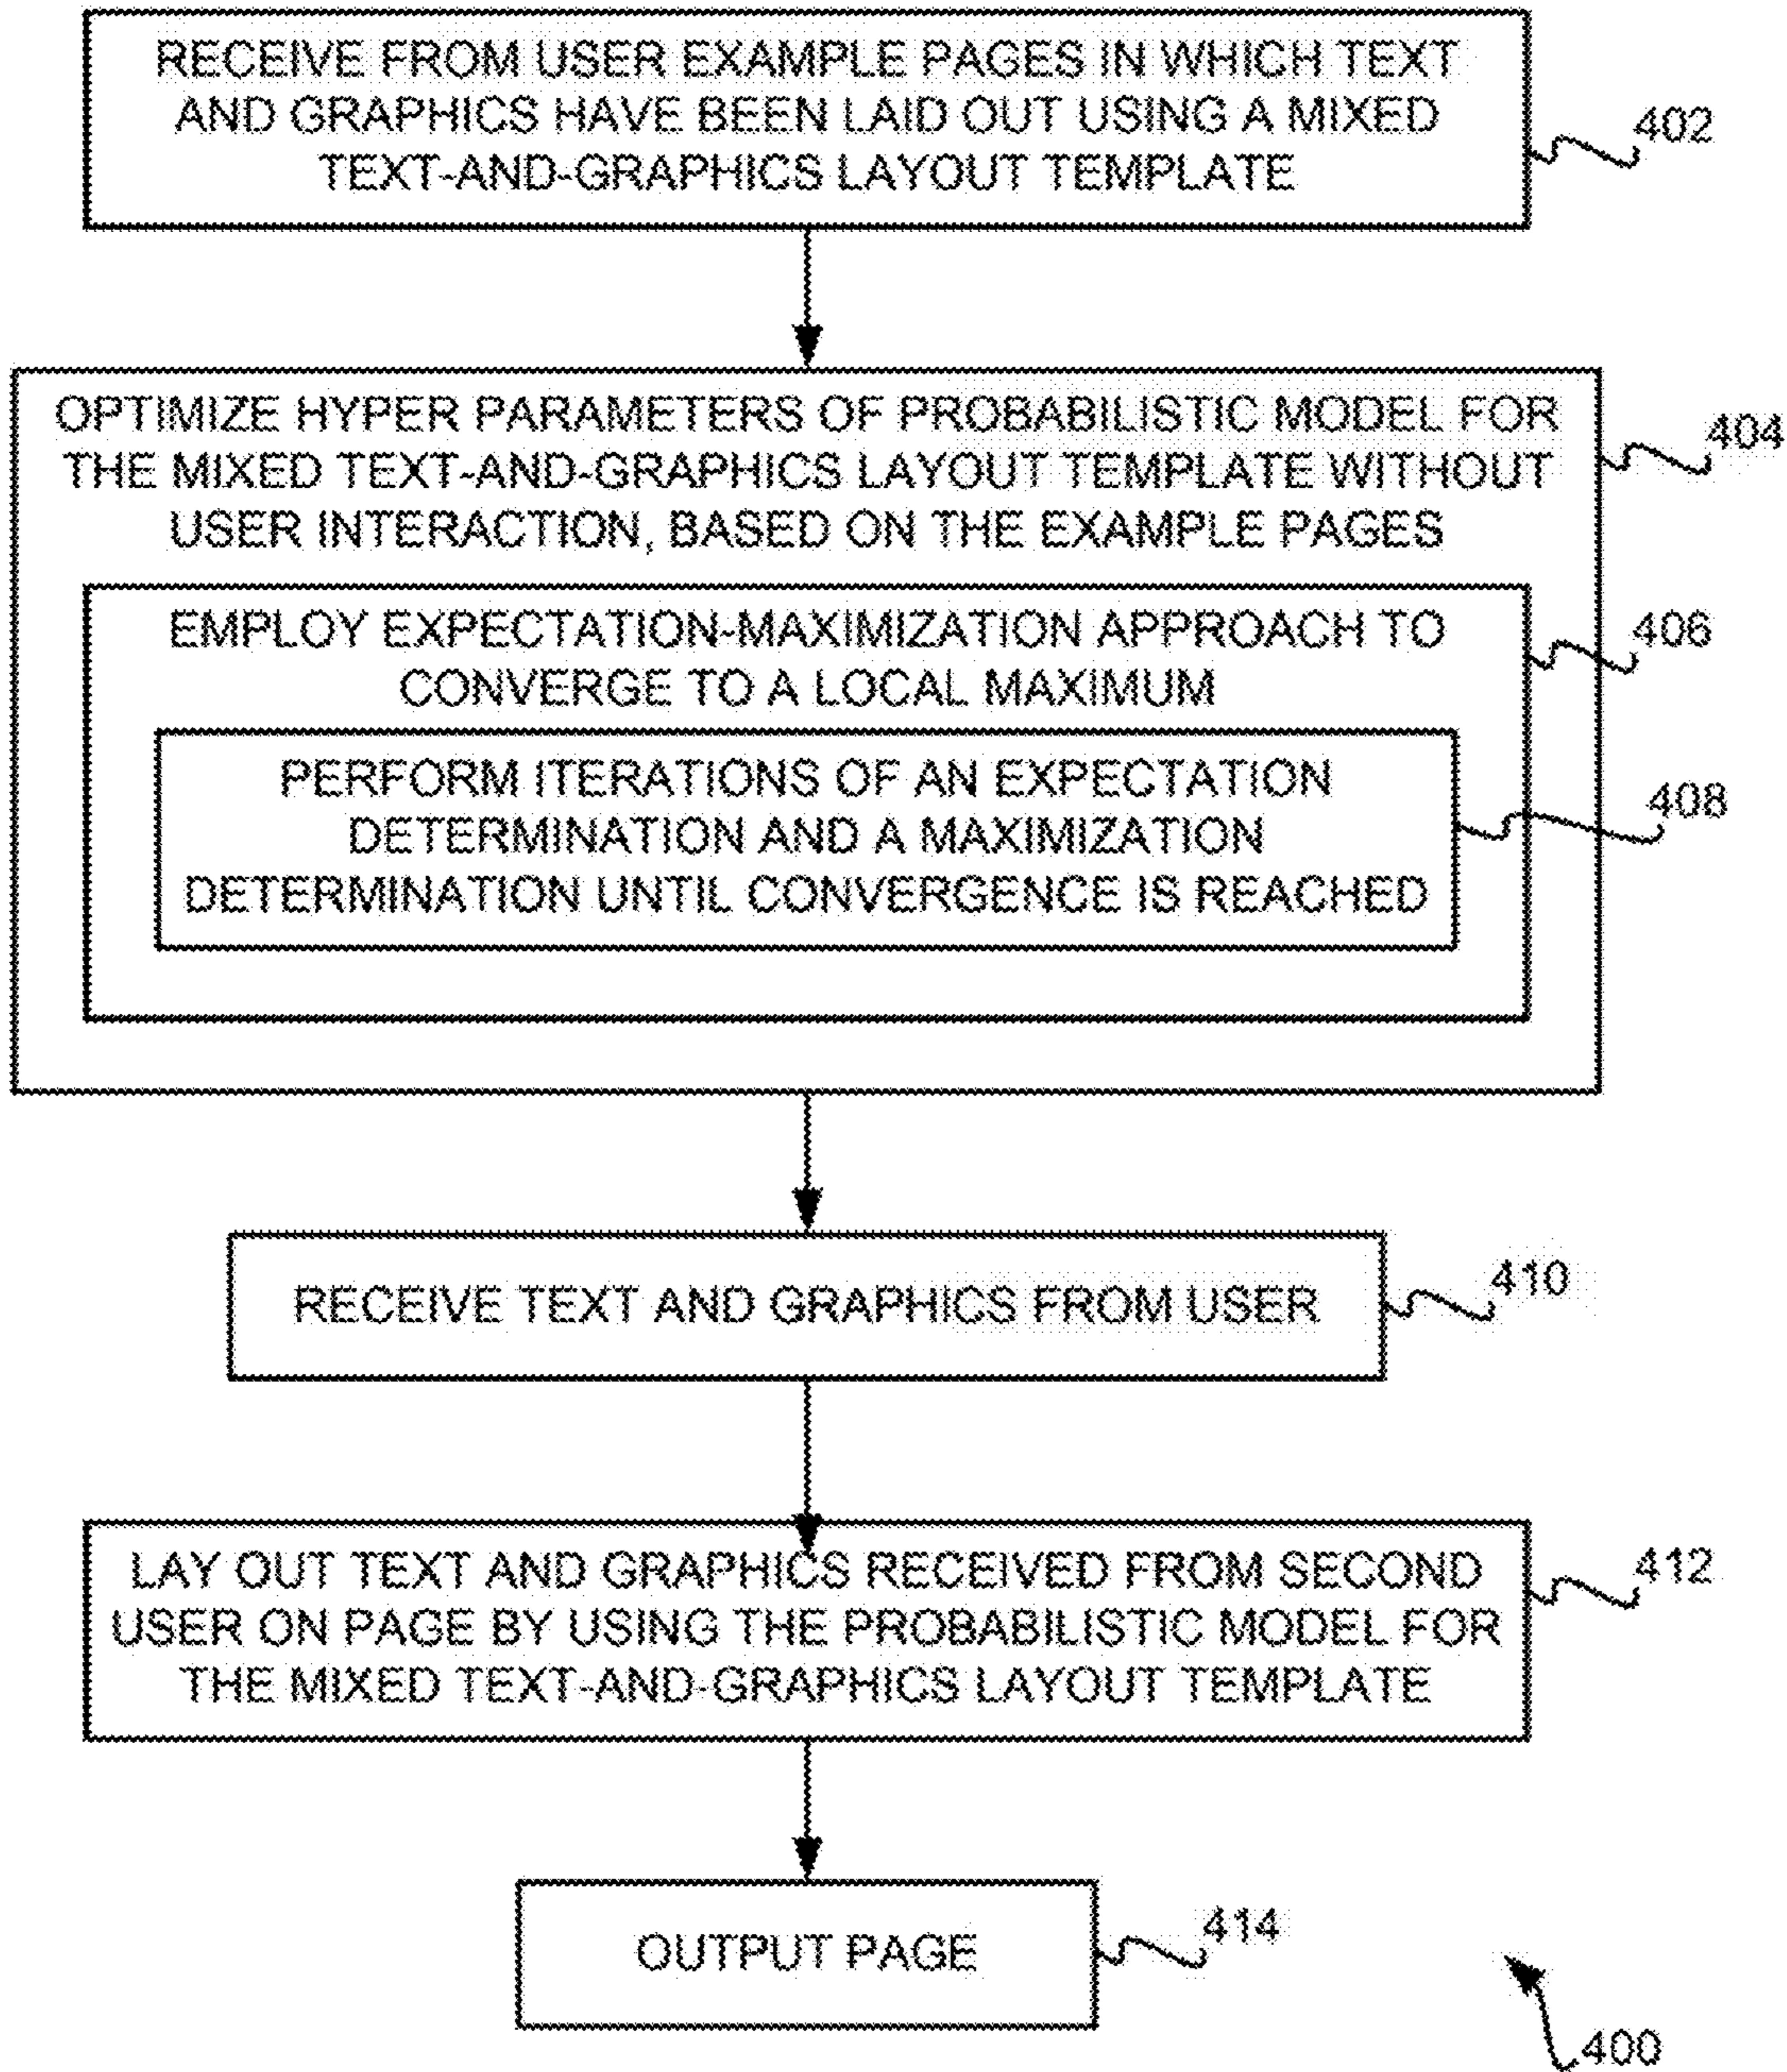 RECEIVE FROM USER EXAMPLE PAGES IN WHICH TEXT
AND GRAPHICS HAVE BEEN LAID OUT USING A MIXED
TEXT-AND-GRAPHICS LAYOUT TEMPLATE
402
OPTIMIZE HYPER PARAMETERS OF PROBABILISTIC MODEL FOR
THE MIXED TEXT-AND-GRAPHICS LAYOUT TEMPLATE WITHOUT
USER INTERACTION, BASED ON THE EXAMPLE PAGES
404
EMPLOY EXPECTATION-MAXIMIZATION APPROACH TO
CONVERGE TO A LOCAL MAXIMUM
406
PERFORM ITERATIONS OF AN EXPECTATION
DETERMINATION AND A MAXIMIZATION
DETERMINATION UNTIL CONVERGENCE IS REACHED
408
RECEIVE TEXT AND GRAPHICS FROM USER
410
LAY OUT TEXT AND GRAPHICS RECEIVED FROM SECOND
USER ON PAGE BY USING THE PROBABILISTIC MODEL FOR
THE MIXED TEXT-AND-GRAPHICS LAYOUT TEMPLATE
412
OUTPUT PAGE
414
400